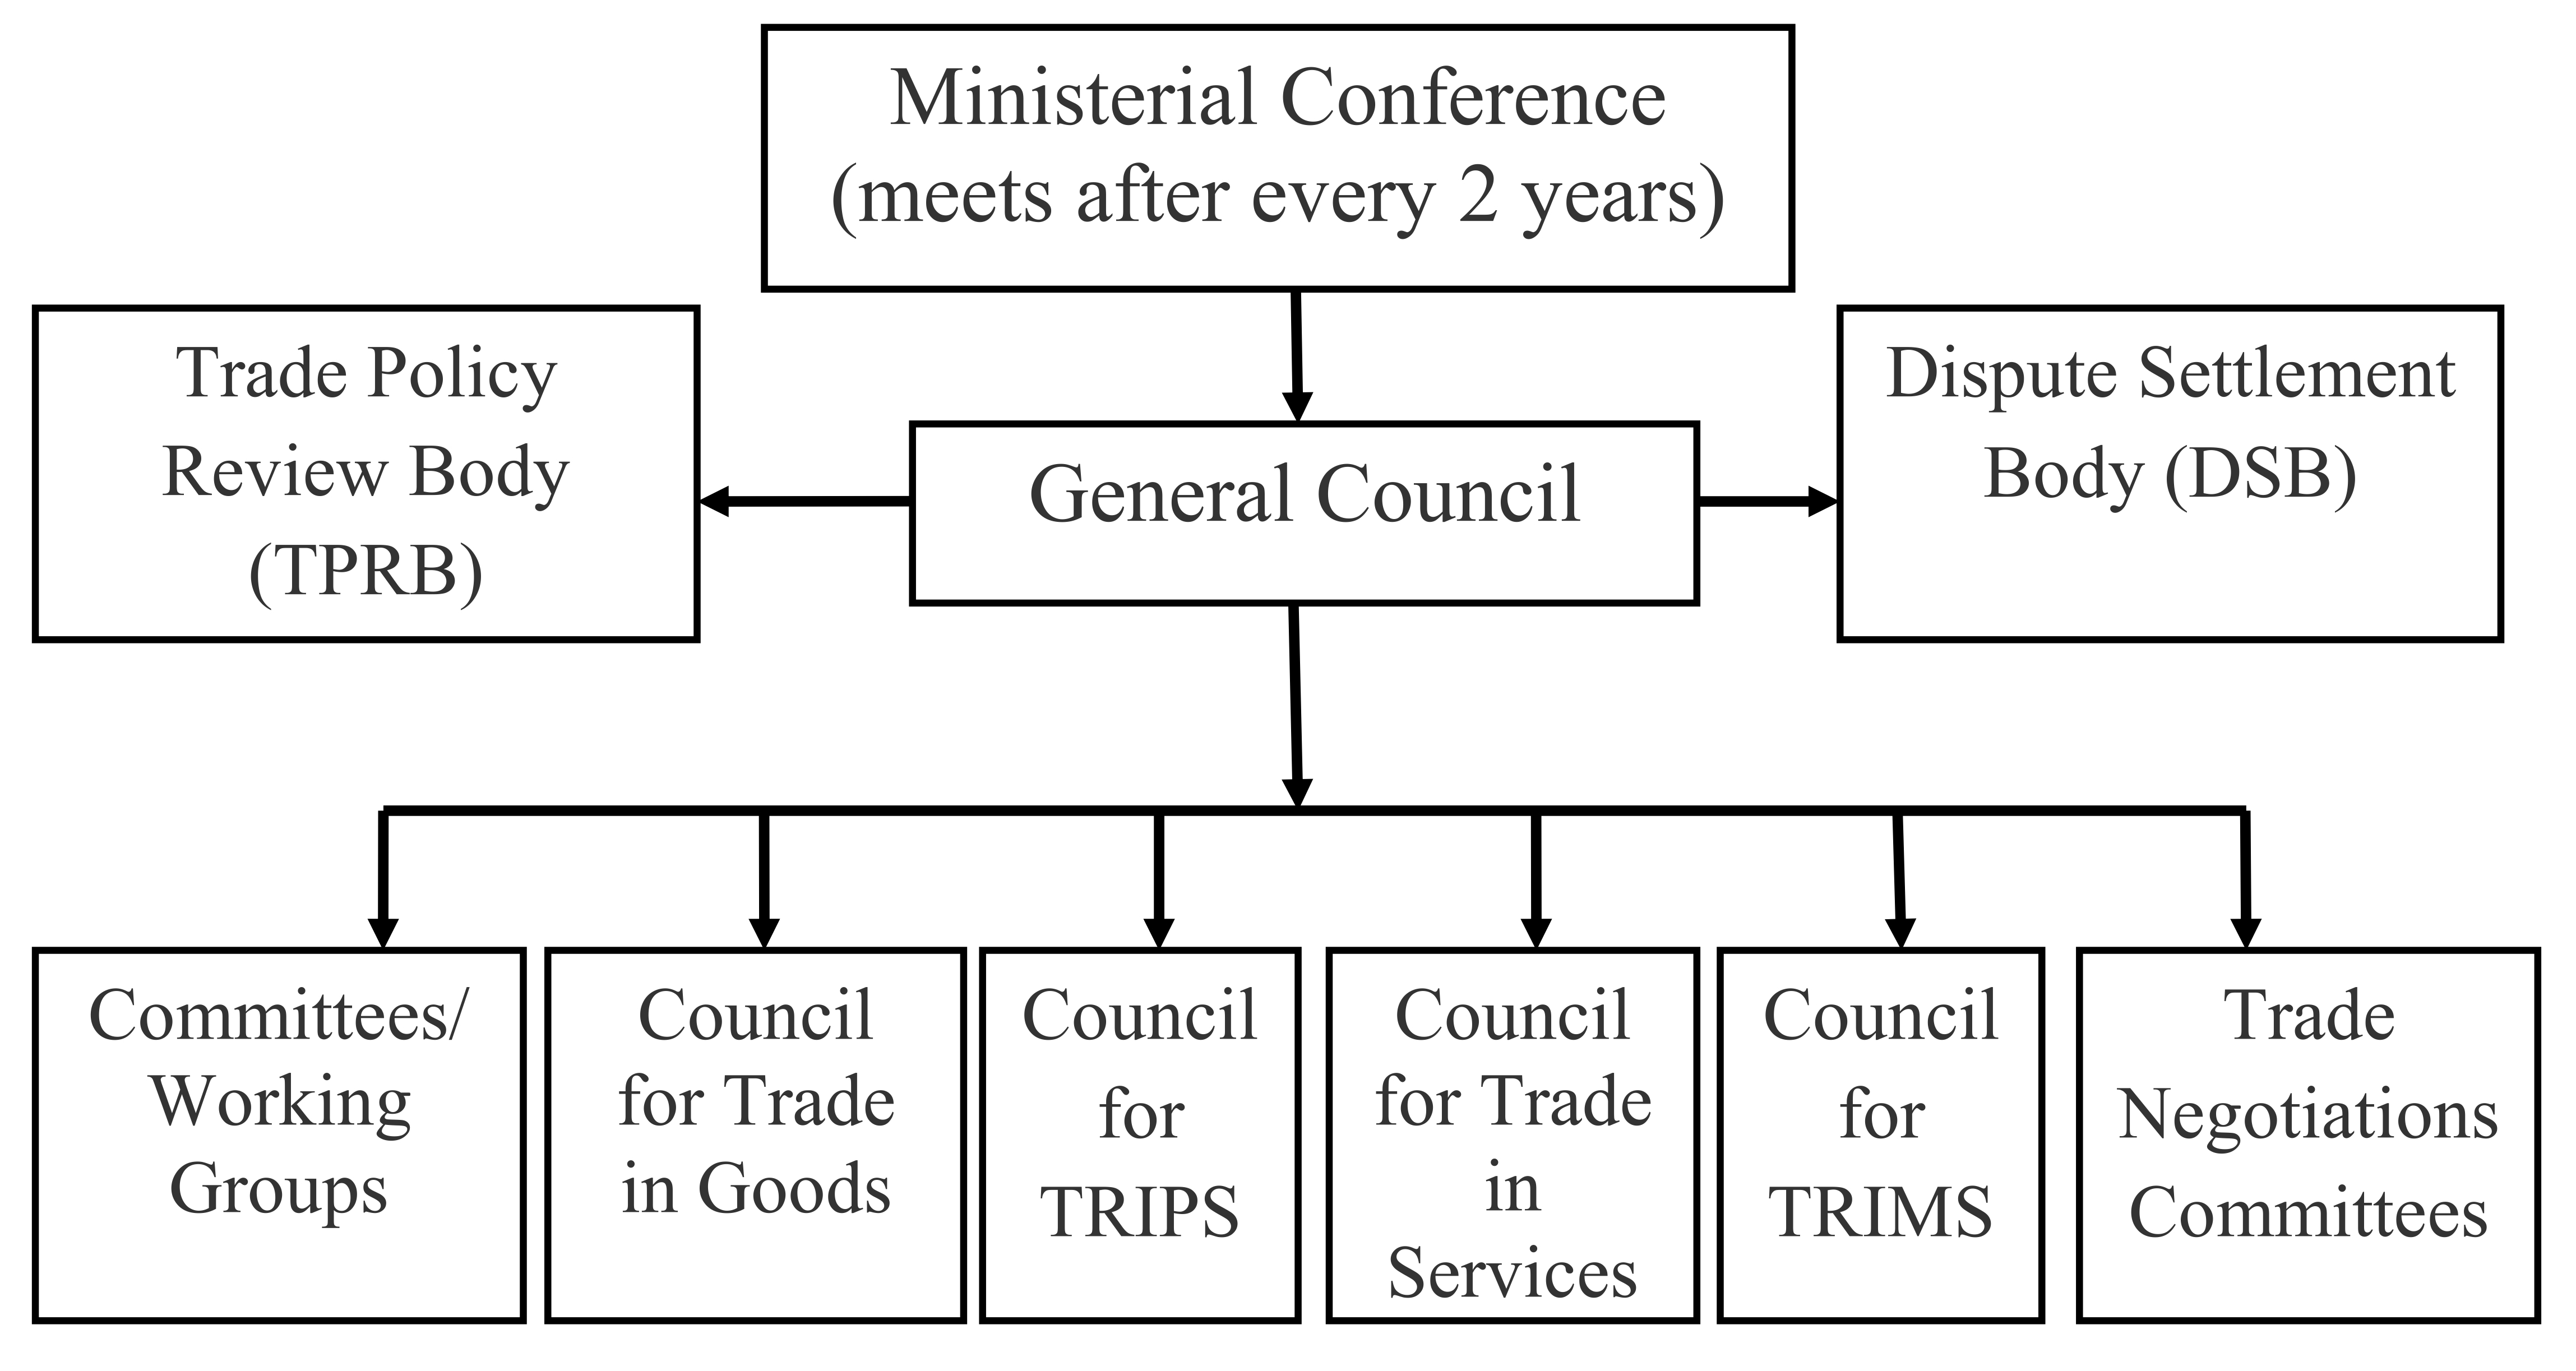 Ministerial Conference
(meets after every 2 years)
Trade Policy
Review Body
(TPRB)
General Council
Dispute Settlement
Body (DSB)
Committees/
Working
Groups
Council
for Trade
in Goods
Council
for
TRIPS
Council
for Trade
in
Services
Council
for
TRIMS
Trade
Negotiations
Committees